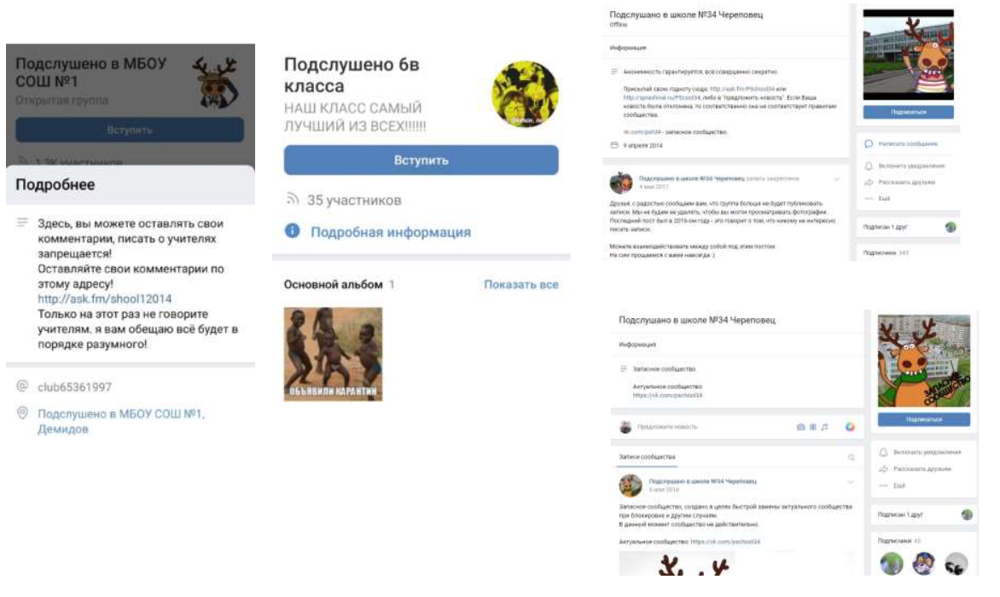 Подслушено в МБОУ
СОШ №1
Открытая группа
Вступить
1.3K участников
Подробнее
Здесь, вы можете оставлять свои
комментарии, писать о учителях
запрещается!
Оставляйте свои комментарии по
этому адресу!
http://ask.fm/shool12014
Только на этот раз не говорите
учителям. я вам обещаю всё будет в
порядке разумного!
club65361997
Подслушено в МБОУ СОШ №1,
Демидов
Подслушено 6в
класса
НАШ КЛАСС САМЫЙ
ЛУЧШИЙ ИЗ ВСЕХ!!!!!!
Вступить
35 участников
Подробная информация
Основной альбом 1
Показать все
ОБЪЯВИЛИ КАРАНТИН
Подслушано в школе №34 Череповец
Offline
Информация
Анонимность гарантируется, всё совершенно секретно.
Присылай свою годноту сюда: http://ask.fm/PSchool34 или
либо в "предложить новость". Если Ваша
новость была отклонена, то соответственно она не соответствует правилам
сообщества.
- запасное сообщество.
9 апреля 2014
Подслушано в школе №34 Череповец запись закреплена
4 мая 2017
Друзья, с радостью сообщаем вам, что группа больше не будет публиковать
записи. Мы не будем ее удалять, чтобы вы могли просматривать фотографии.
Последний пост был в 2016-ом году - это говорит о том, что никому не интересно
писать записи.
Можете взаимодействовать между собой под этим постом
На сим прощаемся с вами навсегда :)
Подписаться
Написать сообщение
Включить уведомления
Рассказать друзьям
Ещё
Подписан 1 друг
Подписчики 343
Подслушано в школе №34 Череповец
Информация
Запасное сообщество.
Актуальное сообщество:
https://vk.com/pschool34
Предложите новость
Записи сообщества
Подслушано в школе №34 Череповец
6 мая 2014
Запасное сообщество, создано в целях быстрой замены актуального сообщества
при блокировке и другим случаям.
В данный момент сообщество не действительно.
Актуальное сообщество: https://vk.com/pschool34
ЗАПАСНОЕ
СООБЩЕСТВО
Подписаться
Включить уведомления
Рассказать друзьям
Ещё
Подписан 1 друг
Подписчики 45